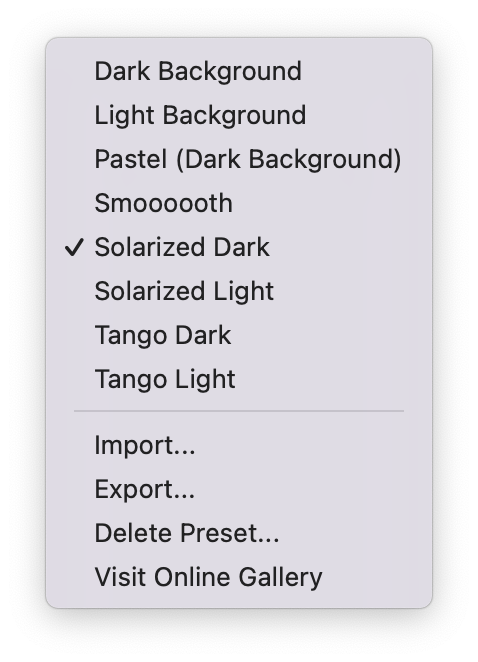 Dark Background
Light Background
Pastel (Dark Background)
Smoooooth
Solarized Dark
Solarized Light
Tango Dark
Tango Light
Import...
Export...
Delete Preset...
Visit Online Gallery